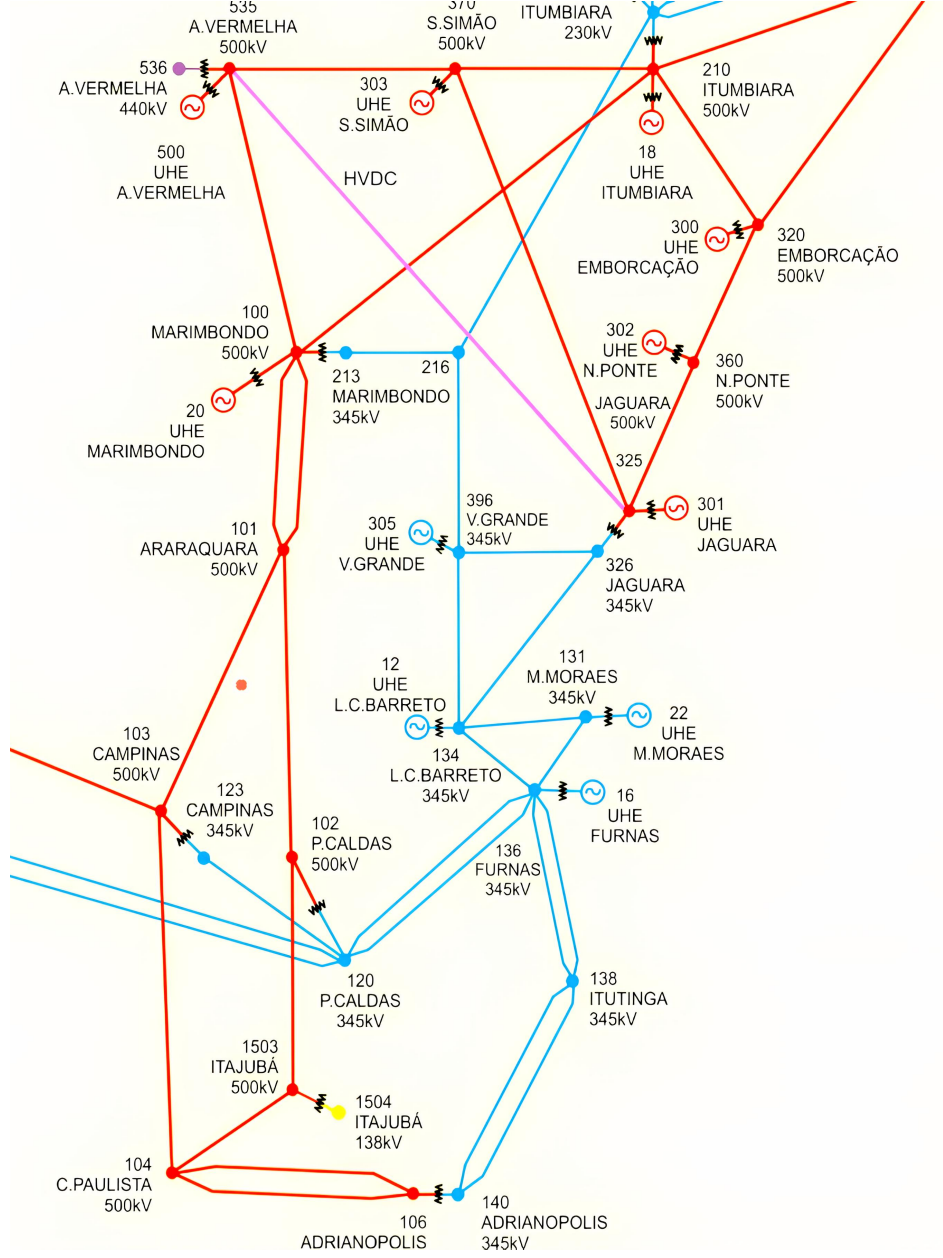 535
A.VERMELHA
500kV
370
S.SIMÃO
500kV
ITUMBIARA
230kV
536
A.VERMELHA
440kV
303
UHE
S.SIMÃO
210
ITUMBIARA
500kV
500
UHE
A.VERMELHA
HVDC
18
UHE
ITUMBIARA
300
UHE
EMBORCAÇÃO
320
EMBORCAÇÃO
500kV
100
MARIMBONDO
500kV
213
MARIMBONDO
345kV
216
302
UHE
N.PONTE
360
N.PONTE
500kV
20
UHE
MARIMBONDO
JAGUARA
500kV
325
301
UHE
JAGUARA
101
ARARAQUARA
500kV
305
UHE
V.GRANDE
396
V.GRANDE
345kV
326
JAGUARA
345kV
12
UHE
L.C.BARRETO
131
M.MORAES
345kV
22
UHE
M.MORAES
134
L.C.BARRETO
345kV
103
CAMPINAS
500kV
123
CAMPINAS
345kV
102
P.CALDAS
500kV
136
FURNAS
345kV
16
UHE
FURNAS
120
P.CALDAS
345kV
138
ITUTINGA
345kV
1503
ITAJUBÁ
500kV
1504
ITAJUBÁ
138kV
104
C.PAULISTA
500kV
106
ADRIANOPOLIS
140
ADRIANOPOLIS
345kV